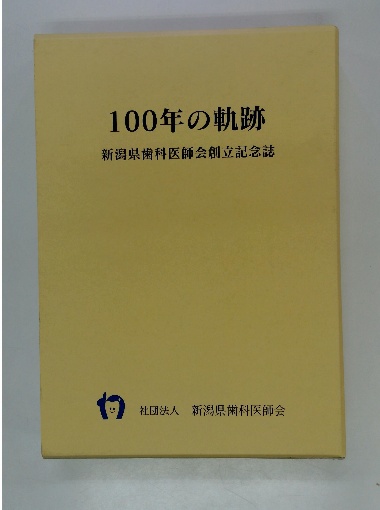 100年の軌跡
新潟県歯科医師会創立記念誌
社団法人 新潟県歯科医師会